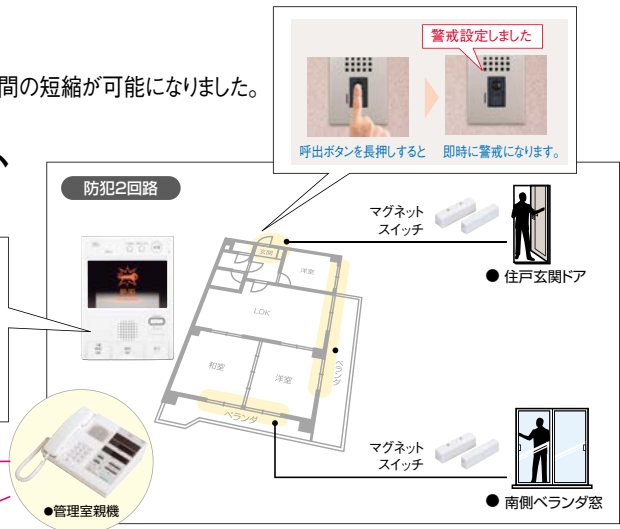 警戒設定しました
間の短縮が可能になりました。
呼出ボタンを長押しすると
即時に警戒になります。
防犯2回路
マグネット
スイッチ
●住戸玄関ドア
玄関
洋室
LDK
和室
洋室
ベランダ
ベランダ
マグネット
スイッチ
●南側ベランダ窓
●管理室親機